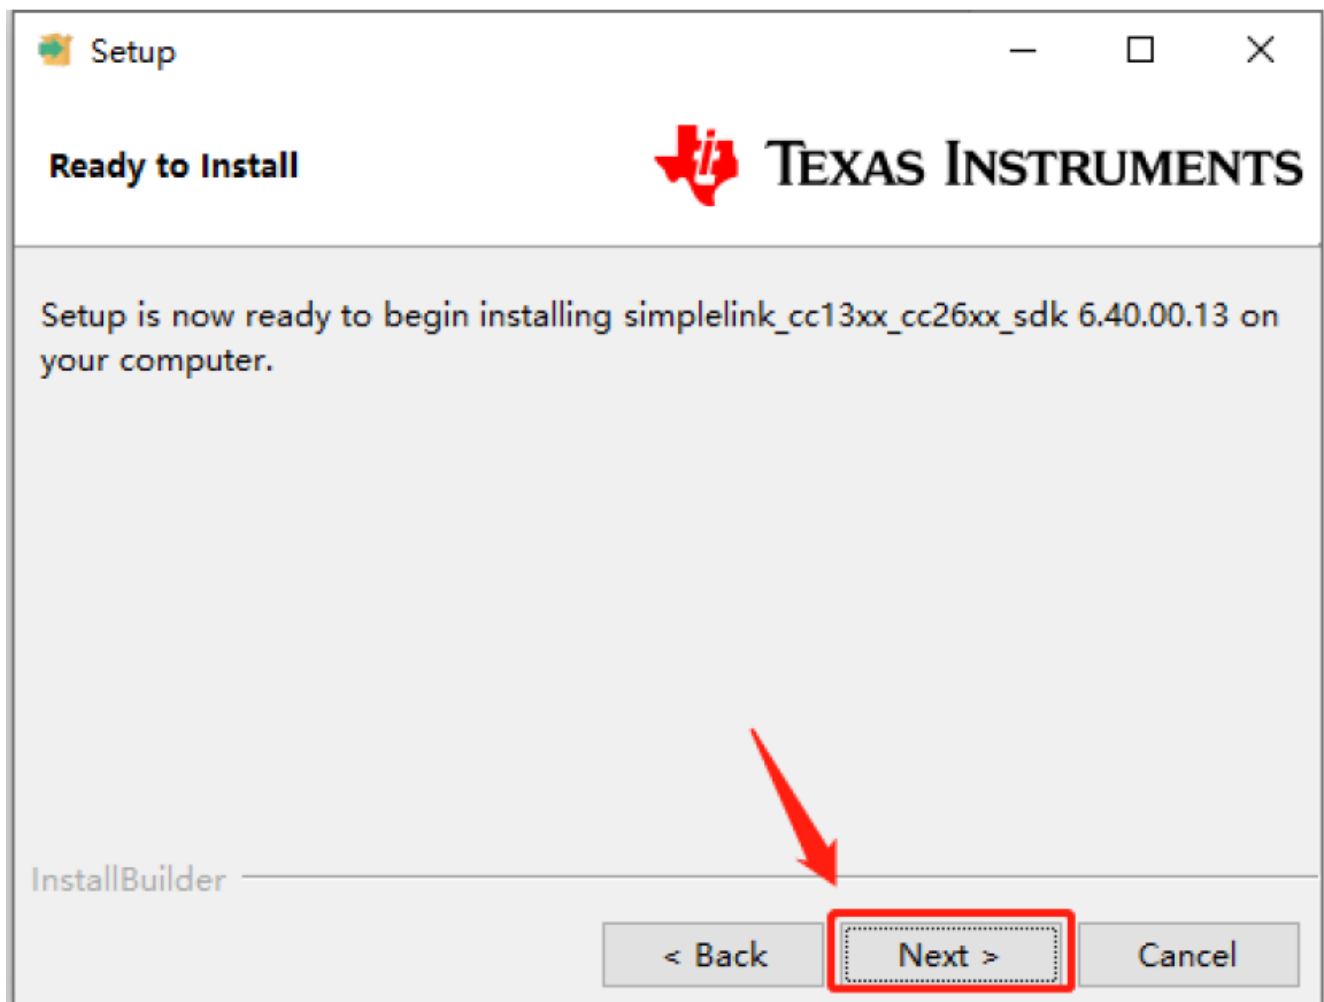 Setup
Ready to Install
TEXAS INSTRUMENTS
Setup is now ready to begin installing simplelink_cc13xx_cc26xx_sdk 6.40.00.13 on
your computer.
InstallBuilder
< Back
Next >
Cancel